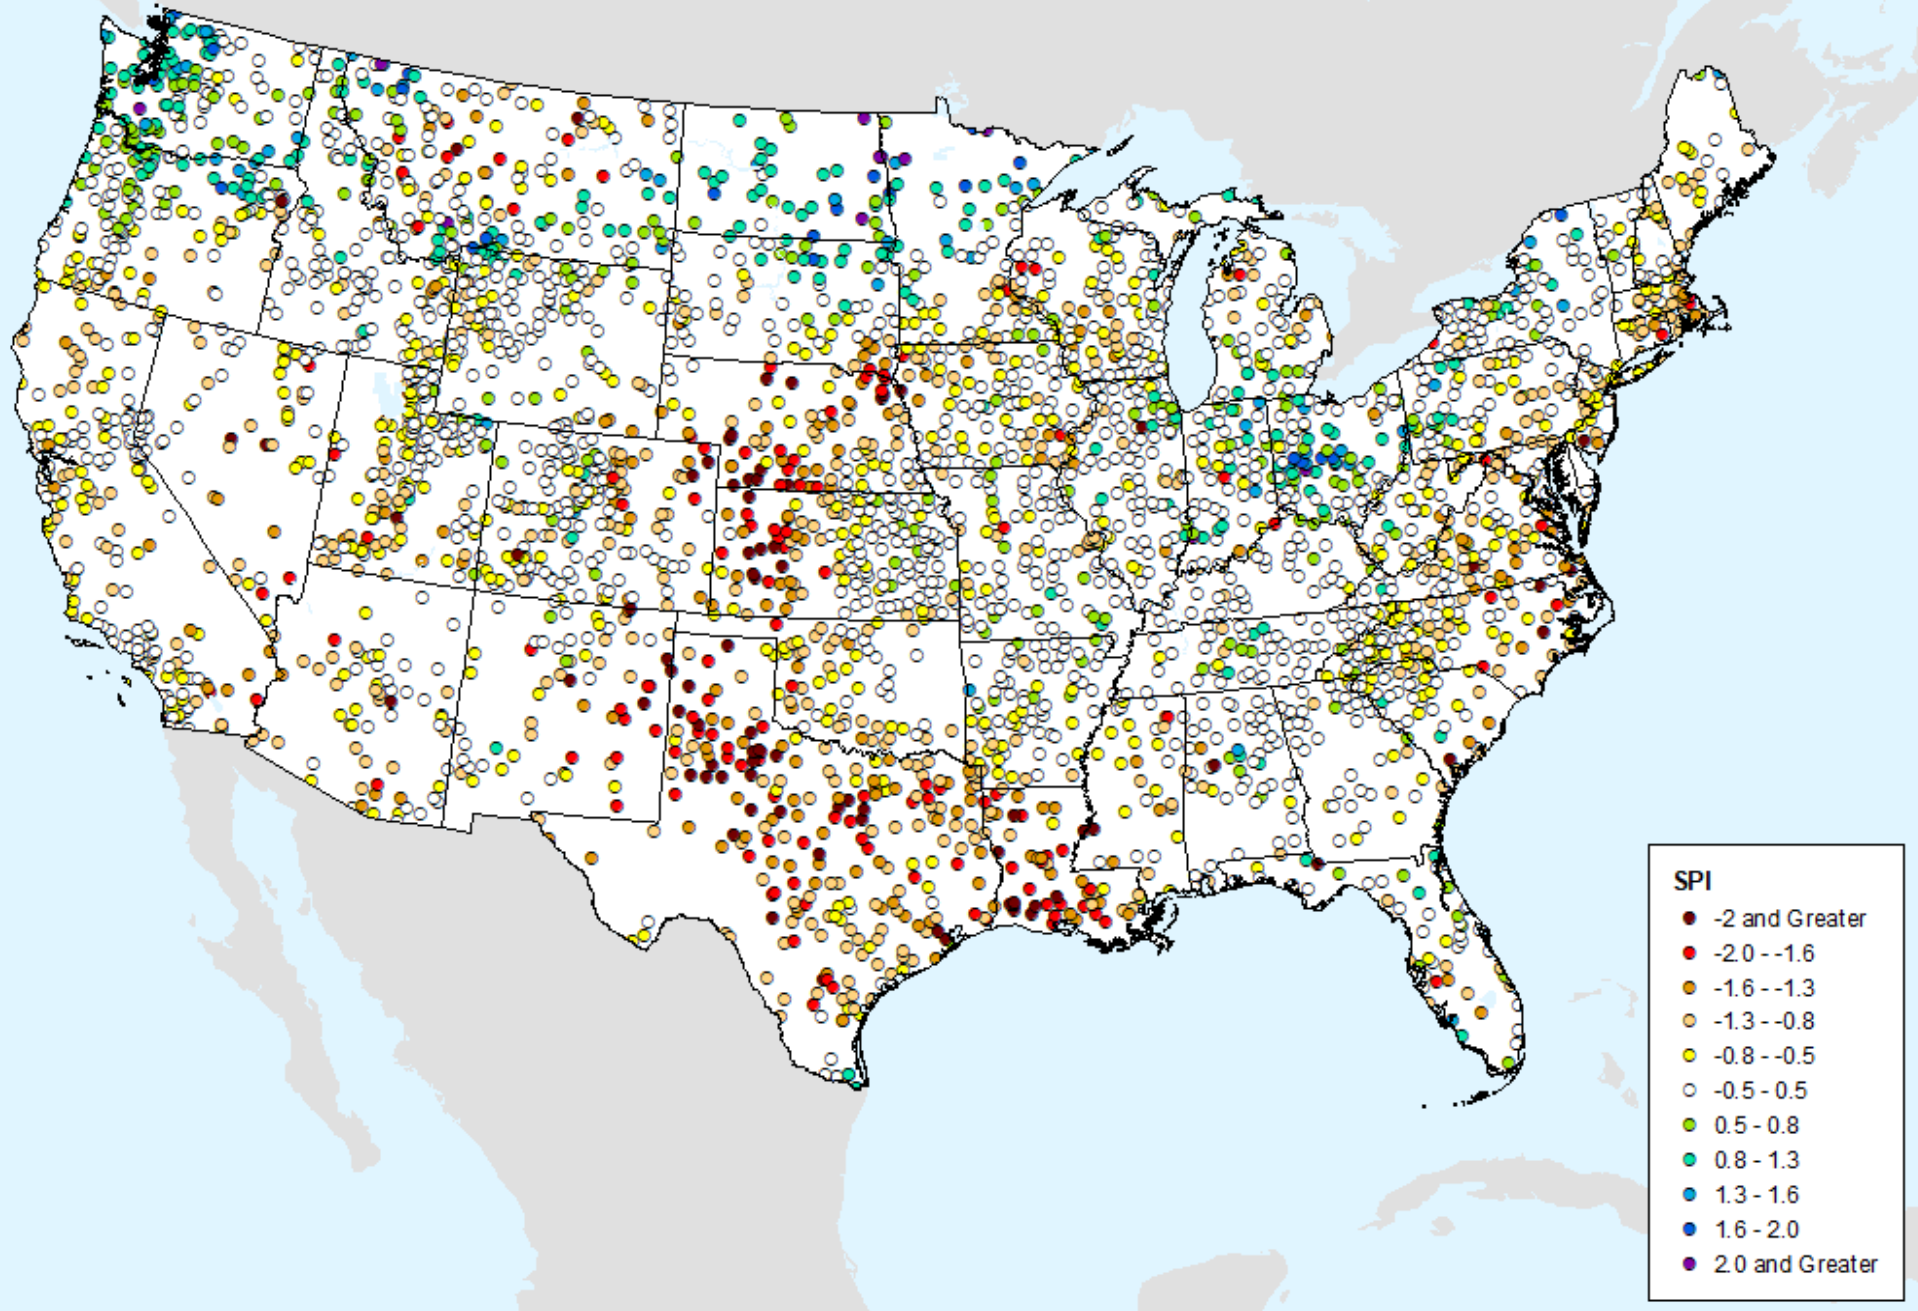 SPI
-2 and Greater
-2.0 - -1.6
-1.6 - -1.3
-1.3 - -0.8
-0.8 - -0.5
-0.5 - 0.5
0.5 - 0.8
0.8 - 1.3
1.3 - 1.6
1.6 - 2.0
2.0 and Greater